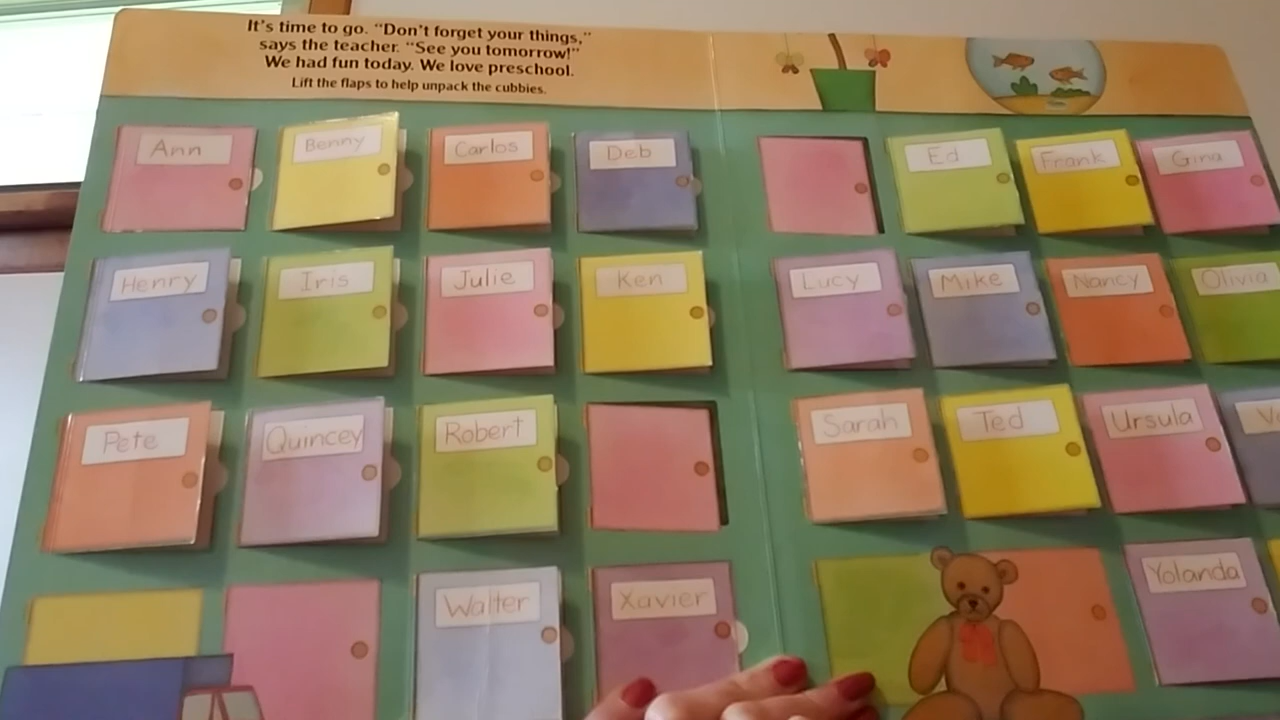 It's time to go. "Don't forget your things,"
says the teacher. "See you tomorrow!"
We had fun today. We love preschool.
Lift the flaps to help unpack the cubbies.
Ann
Benny
Carlos
Deb
Ed
Frank
Gina
Henry
Iris
Julie
Ken
Lucy
Mike
Nancy
Olivia
Pete
Quincey
Robert
Sarah
Ted
Ursula
Walter
Xavier
Yolanda